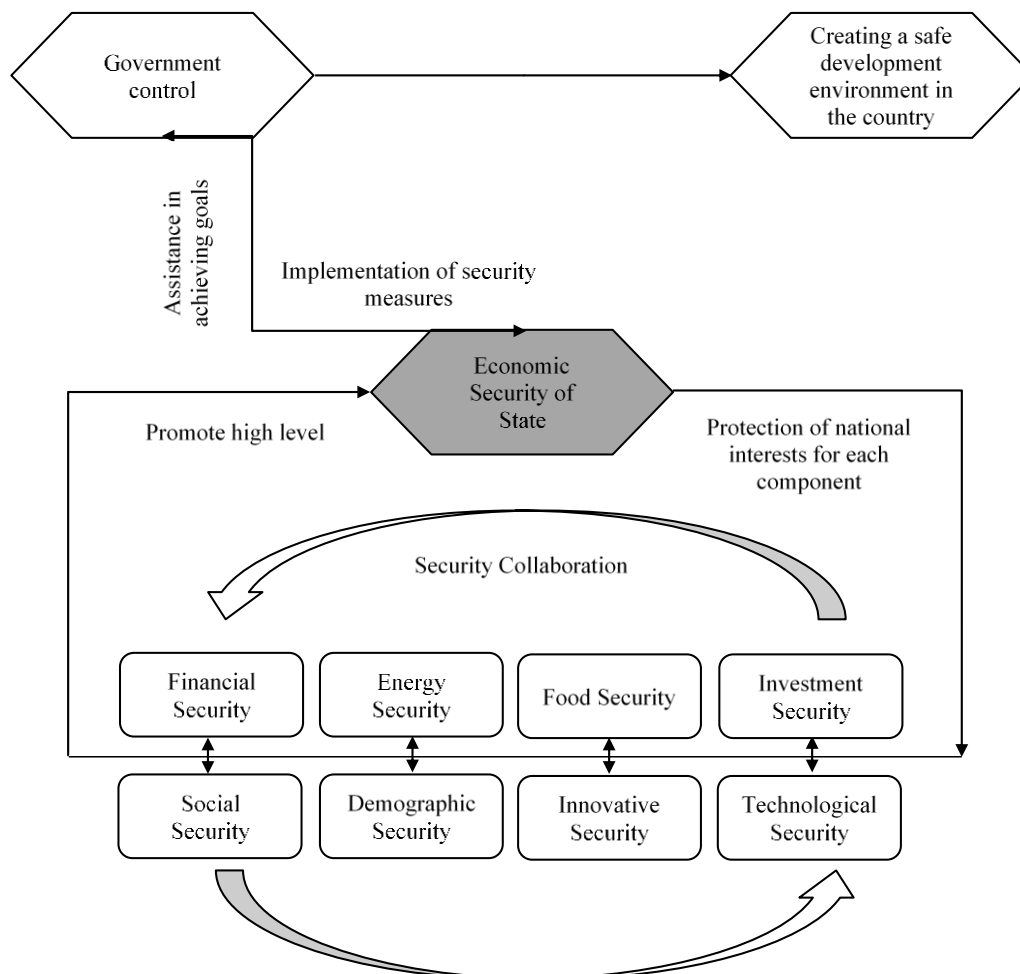 Government
control
Creating a safe
development
environment in
the country
Assistance in
achieving goals
Implementation of security
measures
Economic
Security of
State
Promote high level
Protection of national
interests for each
component
Security Collaboration
Financial
Security
Energy
Security
Food Security
Investment
Security
Social
Security
Demographic
Security
Innovative
Security
Technological
Security